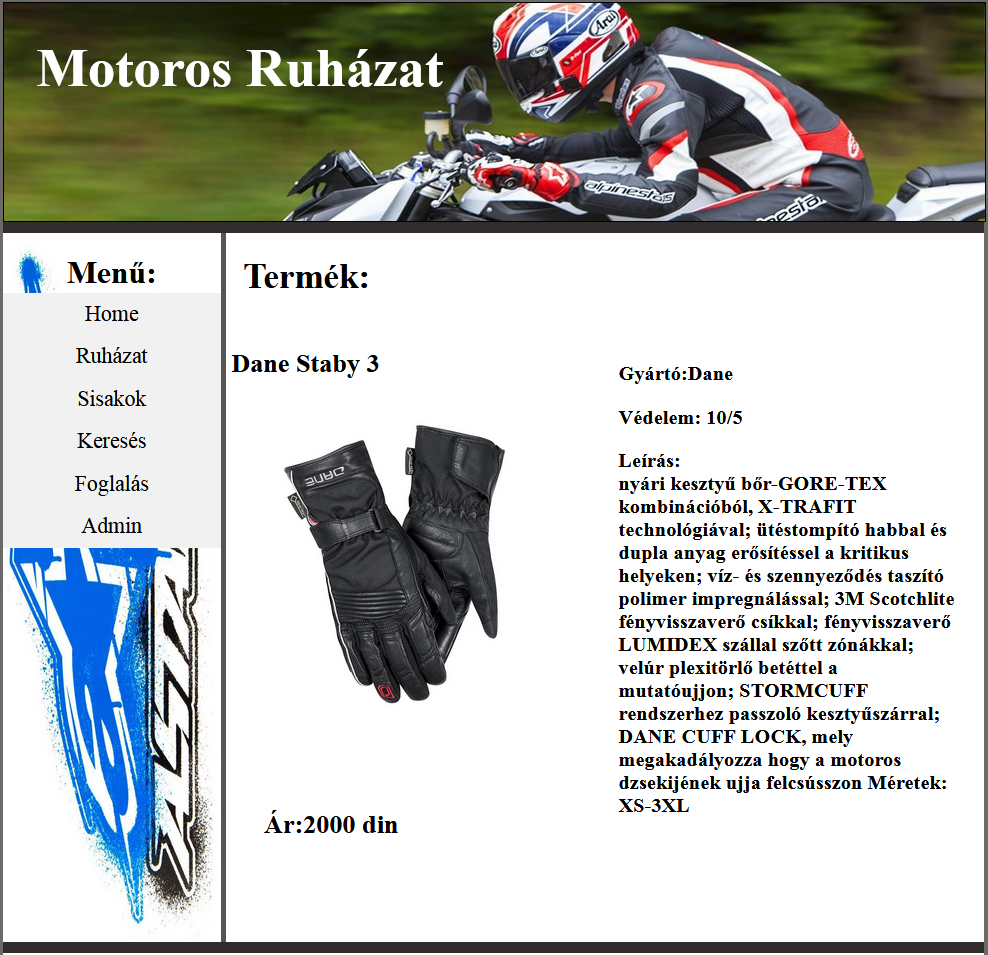 Motoros Ruházat
Arai
alpinestars
Menű:
Home
Ruházat
Sisakok
Keresés
Foglalás
Admin
Termék:
Dane Staby 3
DANE
Ár:2000 din
Gyártó:Dane
Védelem: 10/5
Leírás:
nyári kesztyű bőr-GORE-TEX
kombinációból, X-TRAFIT
technológiával; ütéstompító habbal és
dupla anyag erősítéssel a kritikus
helyeken; víz- és szennyeződés taszító
polimer impregnálással; 3M Scotchlite
fényvisszaverő csíkkal; fényvisszaverő
LUMIDEX szállal szőtt zónákkal;
velúr plexitörlő betéttel a
mutatóujjon; STORMCUFF
rendszerhez passzoló kesztyűszárral;
DANE CUFF LOCK, mely
megakadályozza hogy a motoros
dzsekijének ujja felcsússzon Méretek:
XS-3XL